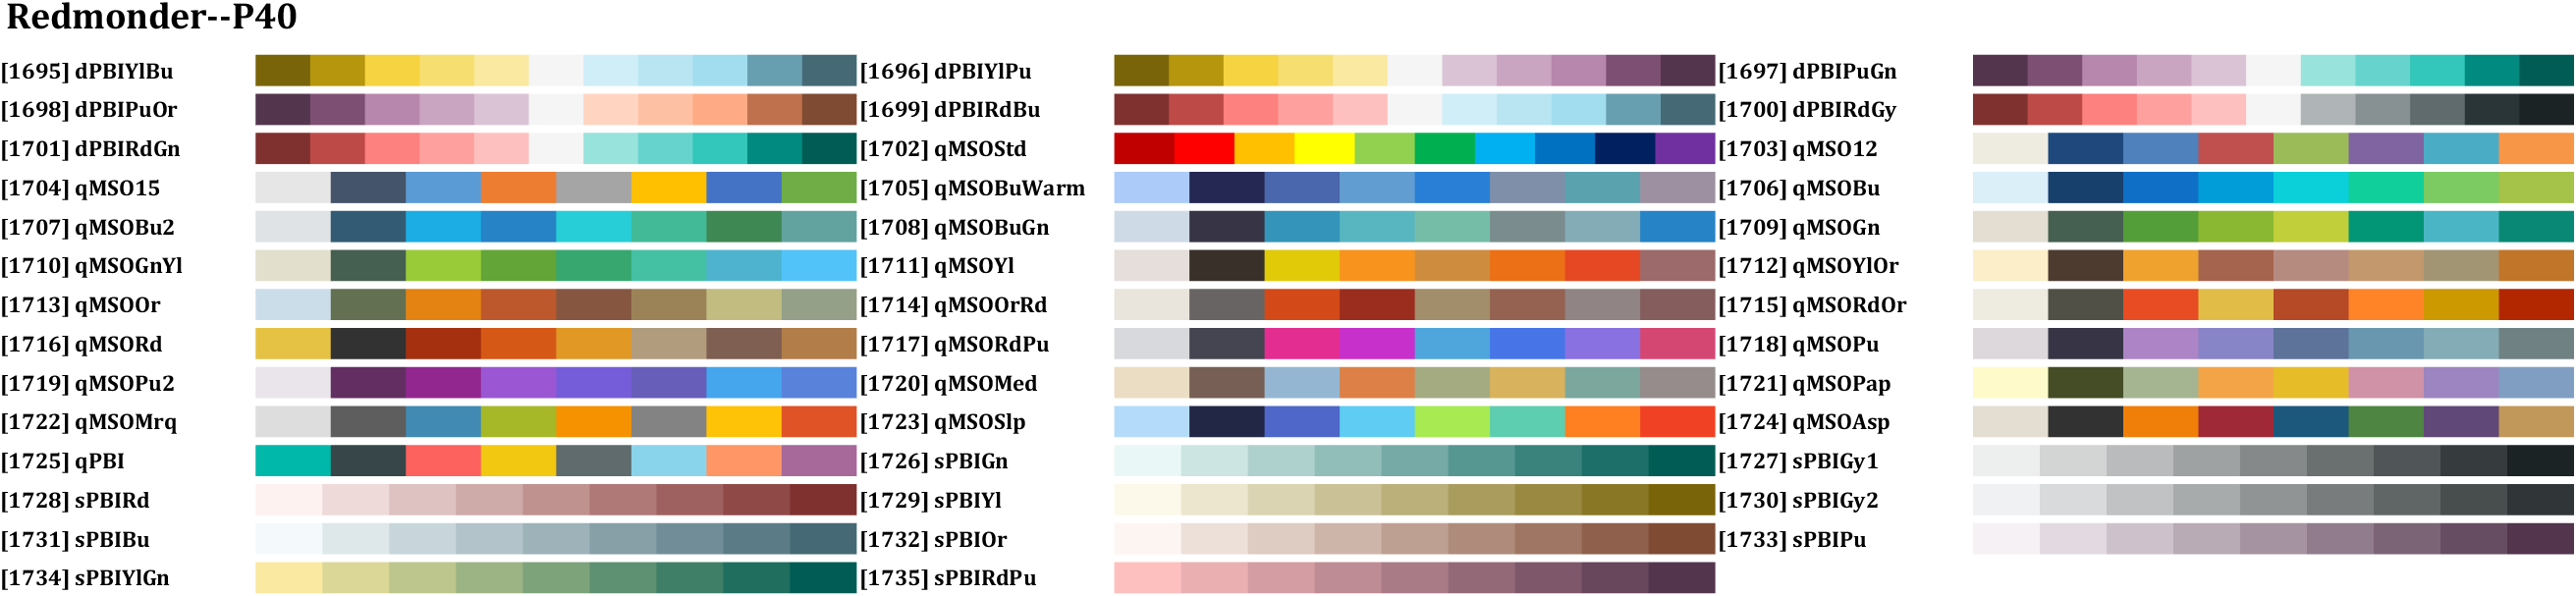 Redmonder--P40
[1695] dPBIYlBu [1696] dPBIYlPu [1697] dPBIPuGn
[1698] dPBIPuOr [1699] dPBIRdBu [1700] dPBIRdGy
[1701] dPBIRdGn [1702] qMSOStd [1703] qMSO12
[1704] qMSO15 [1705] qMSOBuWarm [1706] qMSOBu
[1707] qMSOBu2 [1708] qMSOBuGn [1709] qMSOGn
[1710] qMSOGnYl [1711] qMSOYl [1712] qMSOYlOr
[1713] qMSOOr [1714] qMSOOrRd [1715] qMSORdOr
[1716] qMSORd [1717] qMSORdPu [1718] qMSOPu
[1719] qMSOPu2 [1720] qMSOMed [1721] qMSOPap
[1722] qMSOMrq [1723] qMSOSlp [1724] qMSOAsp
[1725] qPBI [1726] sPBIGn [1727] sPBIGy1
[1728] sPBIRd [1729] sPBIYl [1730] sPBIGy2
[1731] sPBIBu [1732] sPBIOr [1733] sPBIPu
[1734] sPBIYlGn [1735] sPBIRdPu